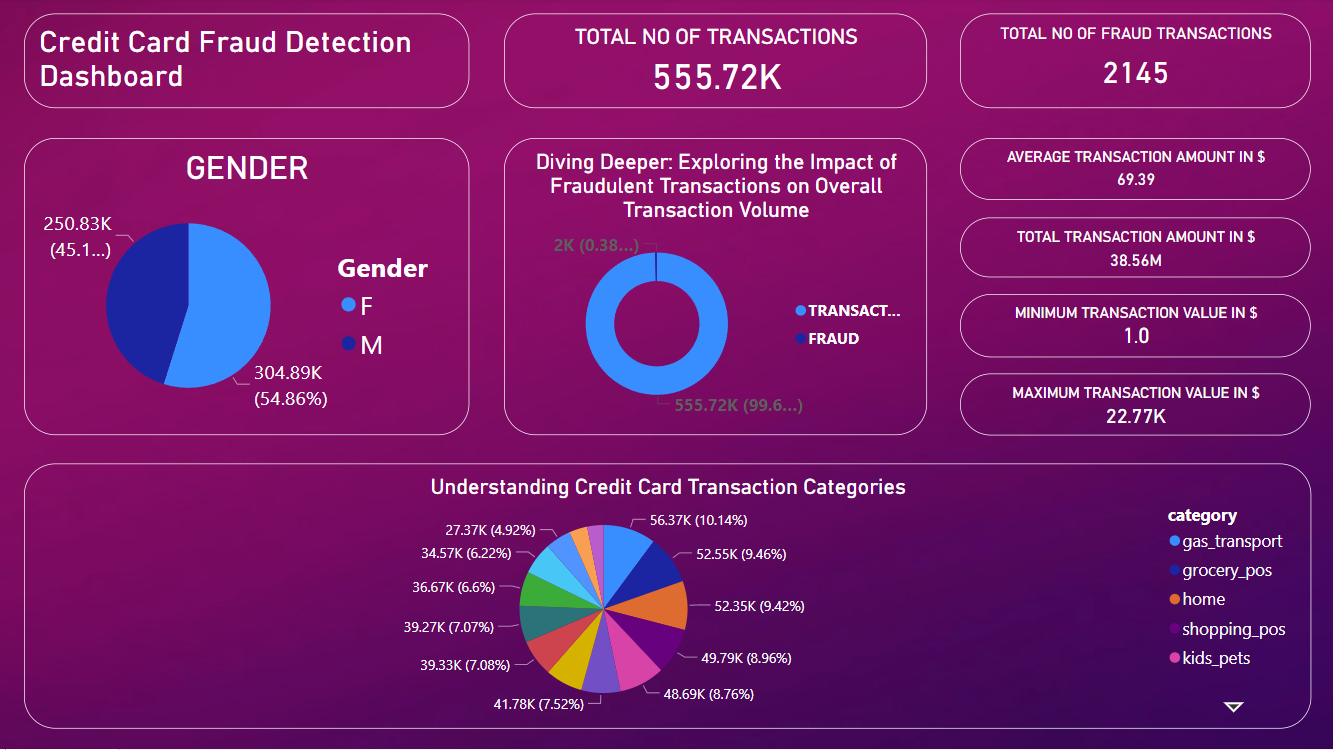 Credit Card Fraud Detection
Dashboard
TOTAL NO OF TRANSACTIONS
555.72K
TOTAL NO OF FRAUD TRANSACTIONS
2145
GENDER
250.83K
(45.1...)
304.89K
(54.86%)
Gender
F
M
Diving Deeper: Exploring the Impact of
Fraudulent Transactions on Overall
Transaction Volume
2K (0.38...)
555.72K (99.6...)
TRANSACT...
FRAUD
AVERAGE TRANSACTION AMOUNT IN $
69.39
TOTAL TRANSACTION AMOUNT IN $
38.56M
MINIMUM TRANSACTION VALUE IN $
1.0
MAXIMUM TRANSACTION VALUE IN $
22.77K
Understanding Credit Card Transaction Categories
56.37K (10.14%)
52.55K (9.46%)
52.35K (9.42%)
49.79K (8.96%)
48.69K (8.76%)
41.78K (7.52%)
39.33K (7.08%)
39.27K (7.07%)
36.67K (6.6%)
34.57K (6.22%)
27.37K (4.92%)
category
gas_transport
grocery_pos
home
shopping_pos
kids_pets